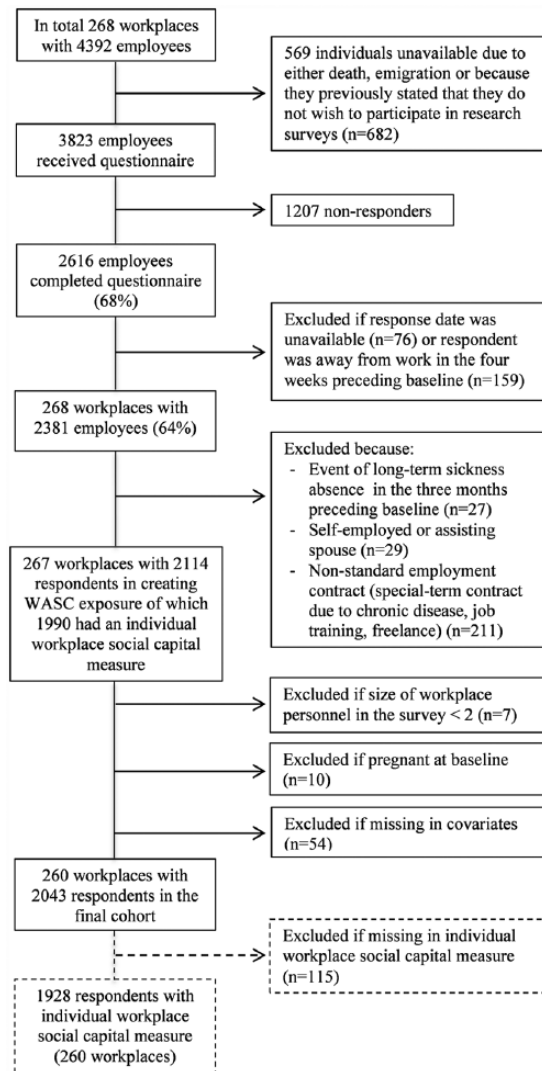 In total 268 workplaces
with 4392 employees
569 individuals unavailable due to
either death, emigration or because
they previously stated that they do
not wish to participate in research
surveys (n=682)
3823 employees
received questionnaire
1207 non-responders
2616 employees
completed questionnaire
(68%)
Excluded if response date was
unavailable (n=76) or respondent
was away from work in the four
weeks preceding baseline (n=159)
268 workplaces with
2381 employees (64%)
Excluded because:
- Event of long-term sickness
absence in the three months
preceding baseline (n=27)
- Self-employed or assisting
spouse (n=29)
- Non-standard employment
contract (special-term contract
due to chronic disease, job
training, freelance) (n=211)
267 workplaces with 2114
respondents in creating
WASC exposure of which
1990 had an individual
workplace social capital
measure
Excluded if size of workplace
personnel in the survey < 2 (n=7)
Excluded if pregnant at baseline
(n=10)
Excluded if missing in covariates
(n=54)
260 workplaces with
2043 respondents in the
final cohort
Excluded if missing in individual
workplace social capital measure
(n=115)
1928 respondents with
individual workplace
social capital measure
(260 workplaces)